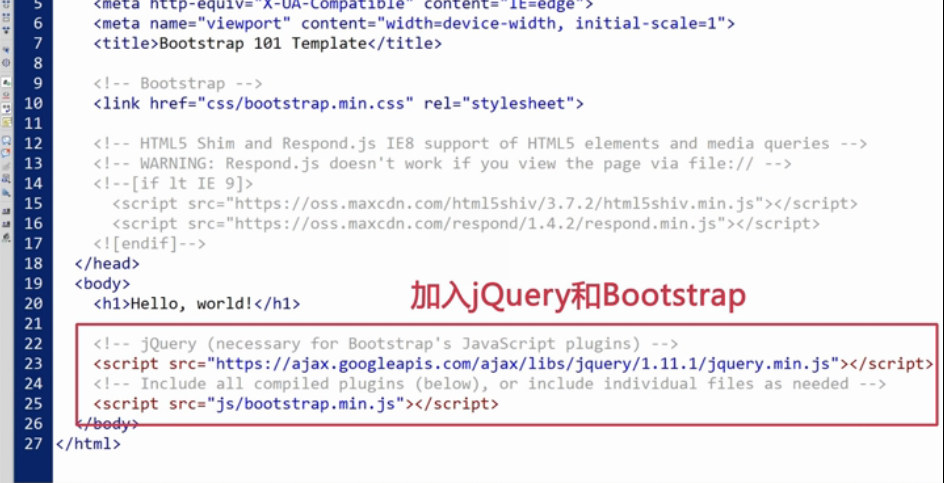 5 <meta http-equiv="X-UA-Compatible" content="IE=edge">
6 <meta name="viewport" content="width=device-width, initial-scale=1">
7 <title>Bootstrap 101 Template</title>
8
9 <!-- Bootstrap -->
10 <link href="css/bootstrap.min.css" rel="stylesheet">
11
12 <!-- HTML5 Shim and Respond.js IE8 support of HTML5 elements and media queries -->
13 <!-- WARNING: Respond.js doesn't work if you view the page via file:// -->
14 <!--[if lt IE 9]>
15 <script src="https://oss.maxcdn.com/html5shiv/3.7.2/html5shiv.min.js"></script>
16 <script src="https://oss.maxcdn.com/respond/1.4.2/respond.min.js"></script>
17 <![endif]-->
18 </head>
19 <body>
20 <h1>Hello, world!</h1>
加入jQuery和Bootstrap
21
22 <!-- jQuery (necessary for Bootstrap's JavaScript plugins) -->
23 <script src="https://ajax.googleapis.com/ajax/libs/jquery/1.11.1/jquery.min.js"></script>
24 <!-- Include all compiled plugins (below), or include individual files as needed -->
25 <script src="js/bootstrap.min.js"></script>
26 </body>
27 </html>